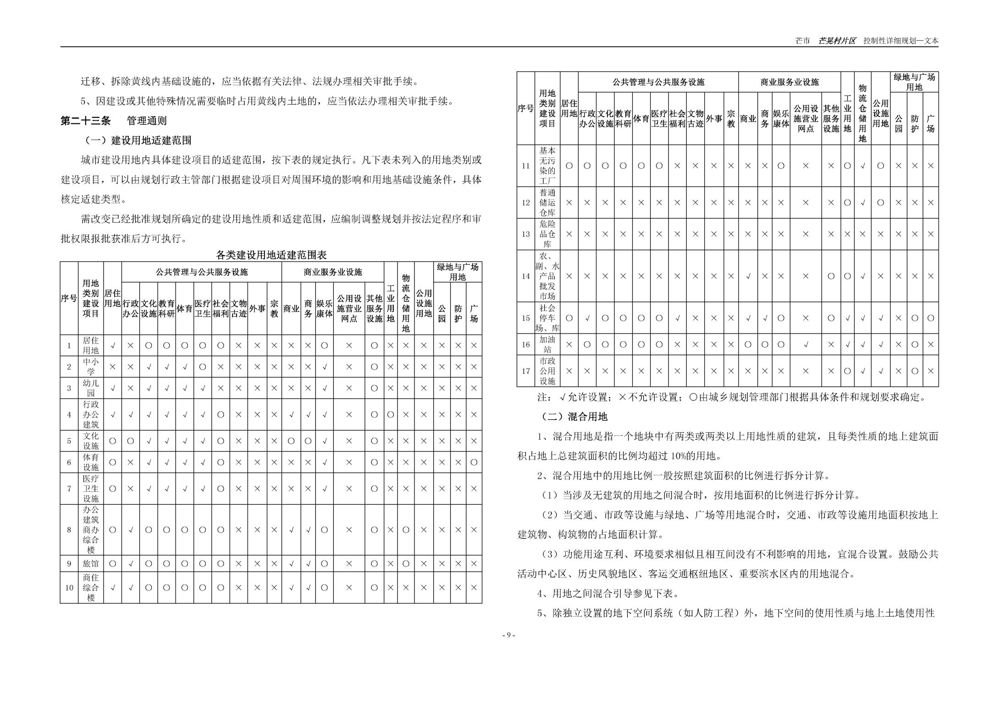 芒市 芒晃村片区 控制性详细规划—文本
迁移、拆除黄线内基础设施的，应当依据有关法律、法规办理相关审批手续。
5、因建设或其他特殊情况需要临时占用黄线内土地的，应当依法办理相关审批手续。
第二十三条 管理通则
（一）建设用地适建范围
城市建设用地内具体建设项目的适建范围，按下表的规定执行。凡下表未列入的用地类别或
建设项目，可以由规划行政主管部门根据建设项目对周围环境的影响和用地基础设施条件，具体
核定适建类型。
需改变已经批准规划所确定的建设用地性质和适建范围，应编制调整规划并按法定程序和审
批权限报批获准后方可执行。
各类建设用地适建范围表
序号 用地类别建设项目 居住用地 公共管理与公共服务设施 商业服务业设施 工业用地 物流仓储用地 公用设施用地 绿地与广场用地
行政办公 文化设施 教育科研 体育 医疗卫生 社会福利 文物古迹 外事 宗教 商业 商务 娱乐康体 公用设施营业网点 其他服务设施 公园 防护 广场
1 居住用地 √ × ○ ○ ○ ○ ○ × × × × × ○ × ○ × × × × × ×
2 中小学 × × √ √ √ ○ × × × × × × √ × ○ × × × × × ×
3 幼儿园 √ × √ √ √ √ × × × × × × √ × ○ × × × × × ×
4 行政办公建筑 √ √ √ √ √ √ ○ × × × √ √ √ × ○ ○ × × × × ×
5 文化设施 ○ ○ √ √ √ √ ○ × × × ○ ○ √ × ○ × × × × × ×
6 体育设施 ○ × √ √ √ √ ○ × × × × × √ × ○ × × × × × ○
7 医疗卫生设施 ○ × √ √ √ √ ○ × × × × × √ × ○ × × × × × ×
8 办公建筑商办综合楼 ○ √ ○ ○ ○ ○ ○ × × × √ √ ○ × ○ × ○ × × × ×
9 旅馆 ○ √ ○ ○ ○ ○ ○ × × × √ √ ○ × ○ × ○ × × × ×
10 商住综合楼 √ √ ○ ○ ○ ○ ○ × × × √ √ ○ × ○ × × × × × ×
序号 用地类别建设项目 居住用地 公共管理与公共服务设施 商业服务业设施 工业用地 物流仓储用地 公用设施用地 绿地与广场用地
行政办公 文化设施 教育科研 体育 医疗卫生 社会福利 文物古迹 外事 宗教 商业 商务 娱乐康体 公用设施营业网点 其他服务设施 公园 防护 广场
11 基本无污染的工厂 ○ ○ ○ ○ ○ ○ × × × × × × ○ × × ○ √ ○ × × ×
12 普通储运仓库 × × × × × × × × × × × × × × × ○ √ ○ × × ×
13 危险品仓库 × × × × × × × × × × × × × × × × × × × × ×
14 农、副、水产品批发市场 × × × × × × × × × × √ × × × ○ ○ √ × × × ×
15 社会停车场、库 ○ √ ○ ○ ○ ○ √ × × × √ √ ○ × ○ √ √ √ × ○ ○
16 加油站 × ○ ○ ○ ○ ○ × × × × ○ ○ ○ √ × √ √ √ × ○ ×
17 市政公用设施 × × × × × × × × × × × × × × × ○ √ √ × ○ ×
注：√允许设置；×不允许设置；○由城乡规划管理部门根据具体条件和规划要求确定。
（二）混合用地
1、混合用地是指一个地块中有两类或两类以上用地性质的建筑，且每类性质的地上建筑面
积占地上总建筑面积的比例均超过 10%的用地。
2、混合用地中的用地比例一般按照建筑面积的比例进行拆分计算。
（1）当涉及无建筑的用地之间混合时，按用地面积的比例进行拆分计算。
（2）当交通、市政等设施与绿地、广场等用地混合时，交通、市政等设施用地面积按地上
建筑物、构筑物的占地面积计算。
（3）功能用途互利、环境要求相似且相互间没有不利影响的用地，宜混合设置。鼓励公共
活动中心区、历史风貌地区、客运交通枢纽地区、重要滨水区内的用地混合。
4、用地之间混合引导参见下表。
5、除独立设置的地下空间系统（如人防工程）外，地下空间的使用性质与地上土地使用性
- 9 -